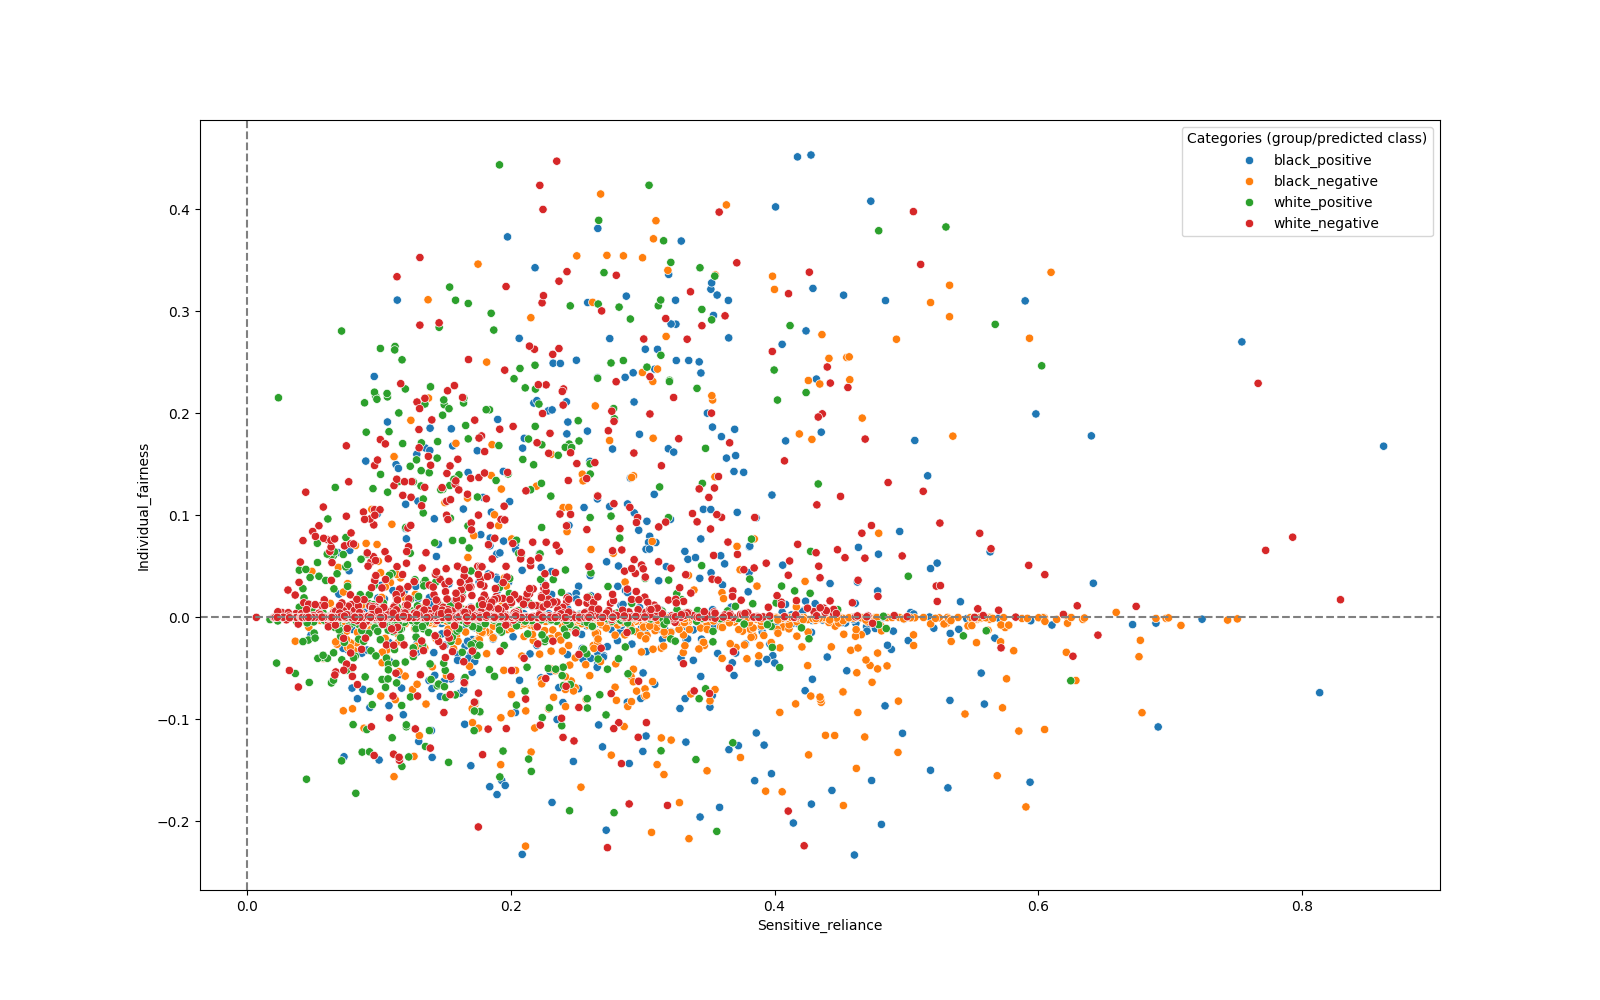 Categories (group/predicted class)
black_positive
black_negative
white_positive
white_negative
0.4
0.3
0.2
0.1
0.0
−0.1
−0.2
Individual_fairness
0.0
0.2
0.4
0.6
0.8
Sensitive_reliance